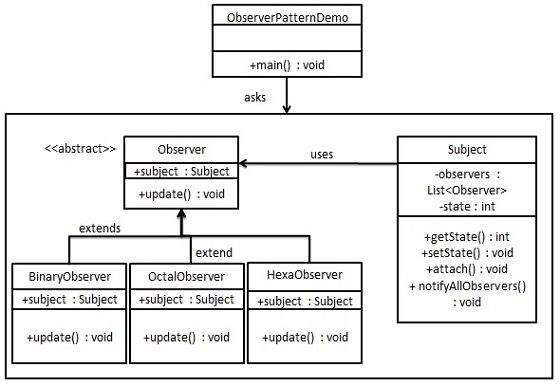 ObserverPatternDemo
+main() : void
asks
<<abstract>>
Observer
+subject : Subject
+update() : void
uses
Subject
-observers :
List<Observer>
-state : int
+getState() : int
+setState() : void
+attach() : void
+ notifyAllObservers()
: void
extends
extend
BinaryObserver
+subject : Subject
+update() : void
OctalObserver
+subject : Subject
+update() : void
HexaObserver
+subject : Subject
+update() : void